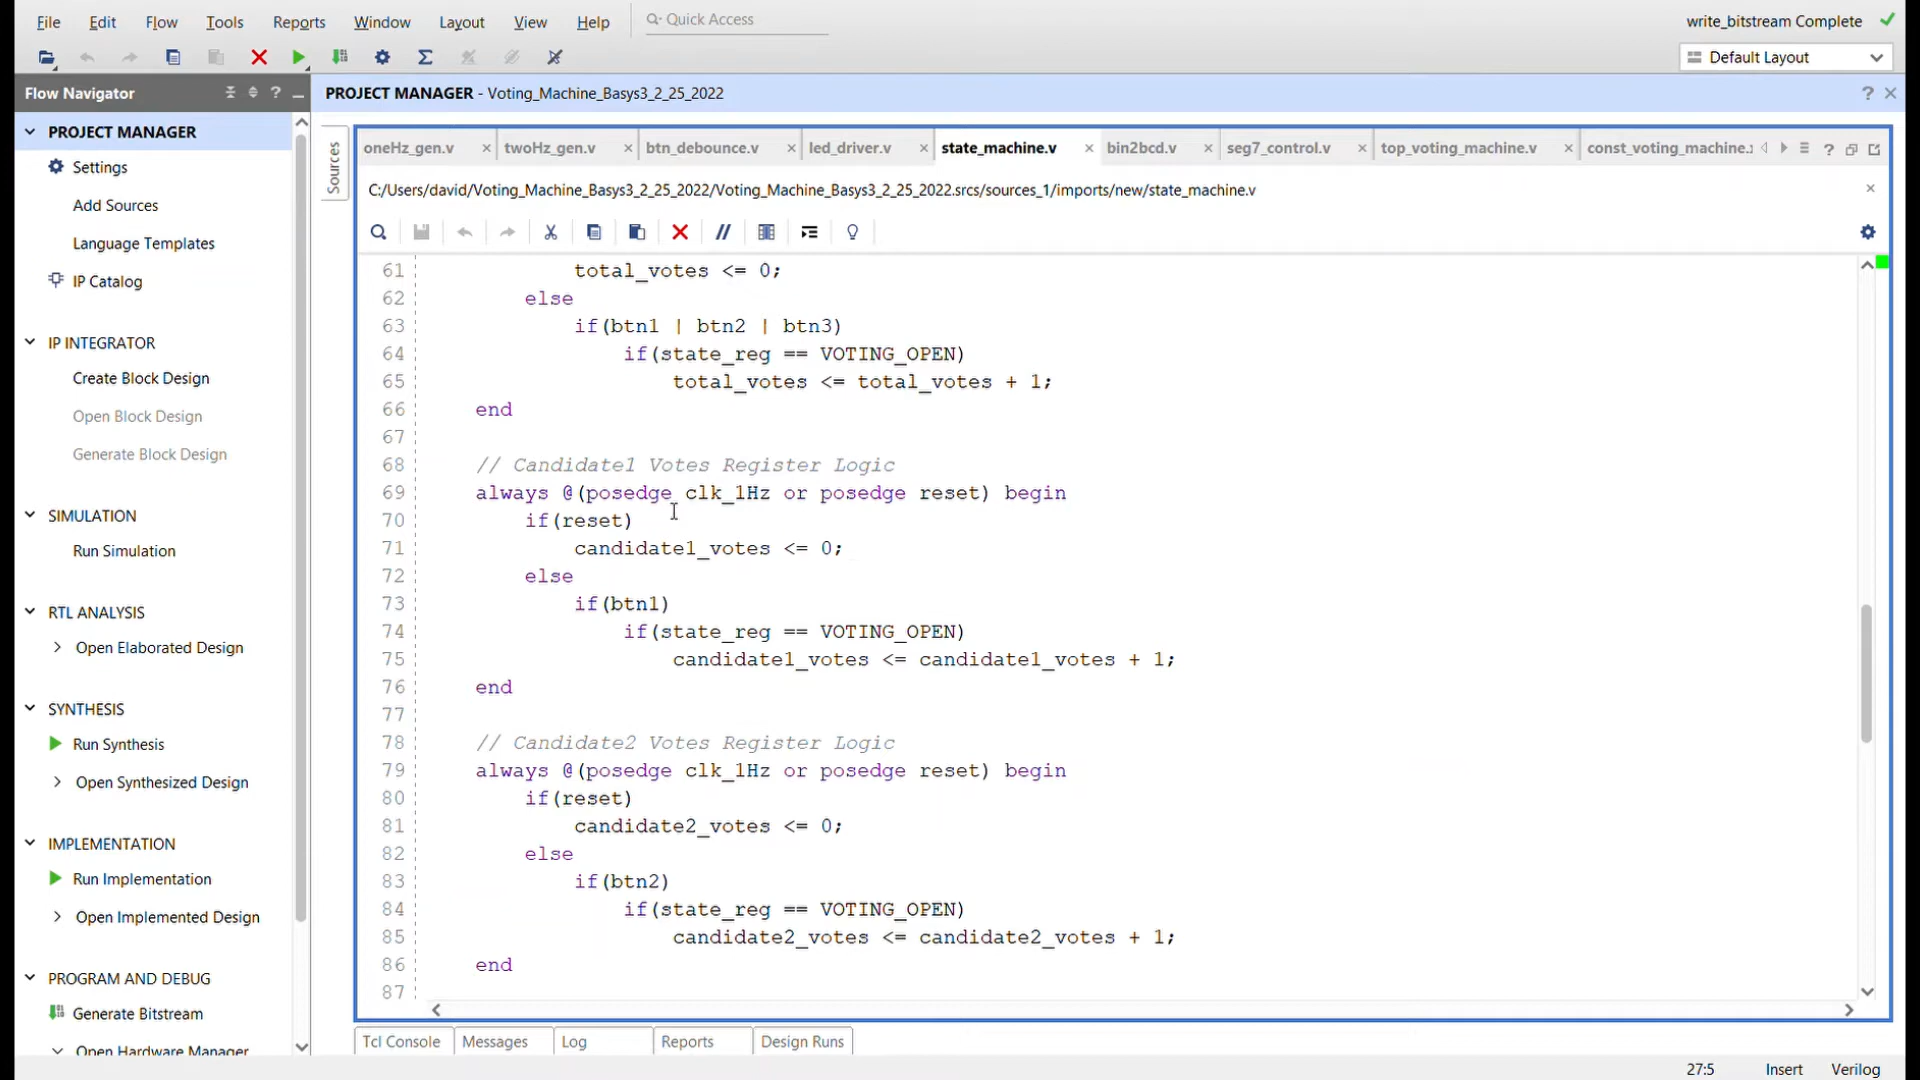 File Edit Flow Tools Reports Window Layout View Help Quick Access write_bitstream Complete
Default Layout
Flow Navigator
PROJECT MANAGER
Settings
Add Sources
Language Templates
IP Catalog
IP INTEGRATOR
Create Block Design
Open Block Design
Generate Block Design
SIMULATION
Run Simulation
RTL ANALYSIS
Open Elaborated Design
SYNTHESIS
Run Synthesis
Open Synthesized Design
IMPLEMENTATION
Run Implementation
Open Implemented Design
PROGRAM AND DEBUG
Generate Bitstream
Open Hardware Manager
PROJECT MANAGER - Voting_Machine_Basys3_2_25_2022
Sources
oneHz_gen.v twoHz_gen.v btn_debounce.v led_driver.v state_machine.v bin2bcd.v seg7_control.v top_voting_machine.v const_voting_machine.
C:/Users/david/Voting_Machine_Basys3_2_25_2022/Voting_Machine_Basys3_2_25_2022.srcs/sources_1/imports/new/state_machine.v
61 total_votes <= 0;
62 else
63 if(btn1 | btn2 | btn3)
64 if(state_reg == VOTING_OPEN)
65 total_votes <= total_votes + 1;
66 end
67
68 // Candidate1 Votes Register Logic
69 always @(posedge clk_1Hz or posedge reset) begin
70 if(reset)
71 candidate1_votes <= 0;
72 else
73 if(btn1)
74 if(state_reg == VOTING_OPEN)
75 candidate1_votes <= candidate1_votes + 1;
76 end
77
78 // Candidate2 Votes Register Logic
79 always @(posedge clk_1Hz or posedge reset) begin
80 if(reset)
81 candidate2_votes <= 0;
82 else
83 if(btn2)
84 if(state_reg == VOTING_OPEN)
85 candidate2_votes <= candidate2_votes + 1;
86 end
87
Tcl Console Messages Log Reports Design Runs
27:5 Insert Verilog